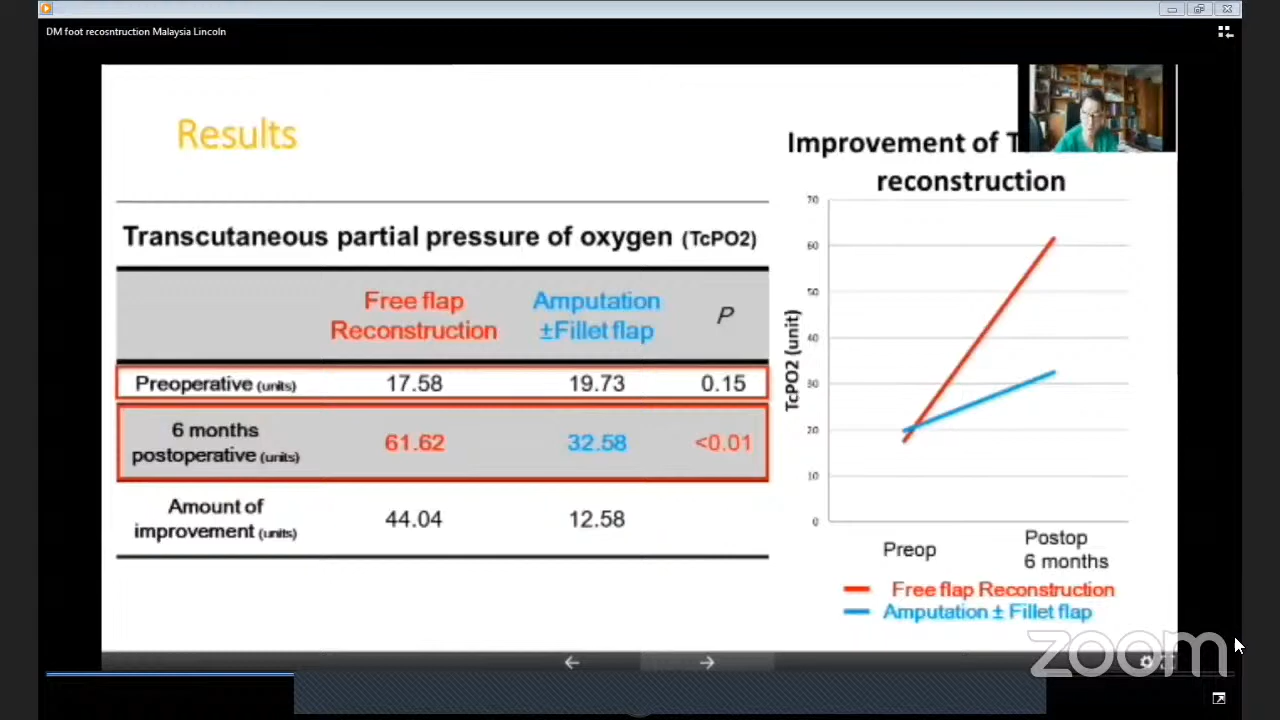 DM foot recosntruction Malaysia Lincoln
Results
Transcutaneous partial pressure of oxygen (TcPO2)
Free flap Reconstruction
Amputation ±Fillet flap
P
Preoperative (units) 17.58 19.73 0.15
6 months postoperative (units) 61.62 32.58 <0.01
Amount of improvement (units) 44.04 12.58
Improvement of
reconstruction
TcPO2 (unit)
70
60
50
40
30
20
10
0
Preop
Postop
6 months
Free flap Reconstruction
Amputation ± Fillet flap
zoom